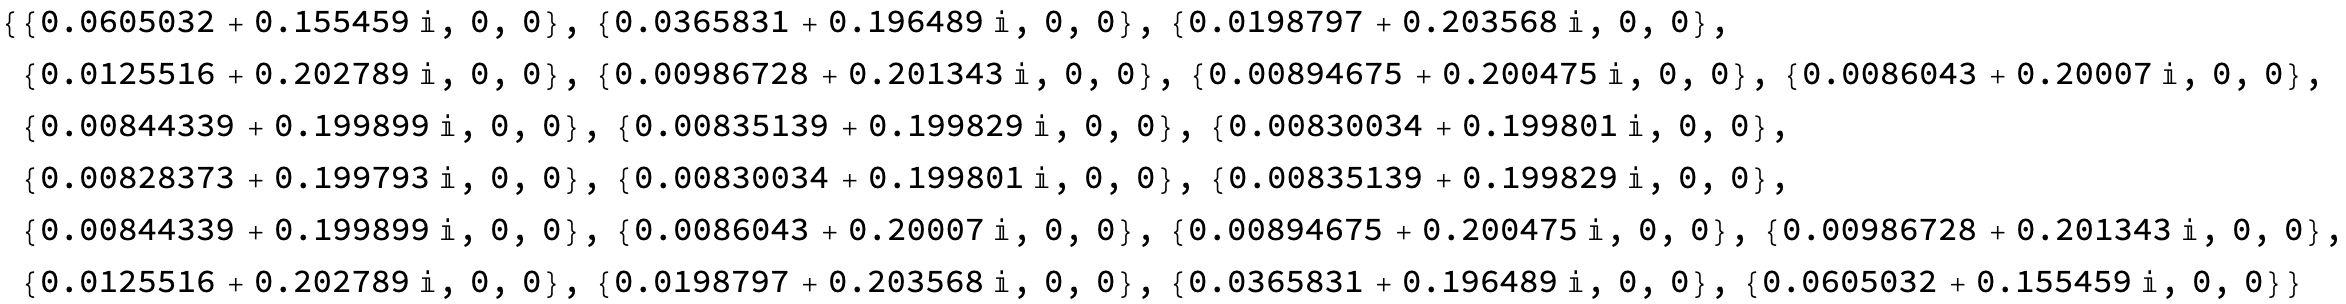 {{0.0605032 + 0.155459 ⅈ, 0, 0}, {0.0365831 + 0.196489 ⅈ, 0, 0}, {0.0198797 + 0.203568 ⅈ, 0, 0},
{0.0125516 + 0.202789 ⅈ, 0, 0}, {0.00986728 + 0.201343 ⅈ, 0, 0}, {0.00894675 + 0.200475 ⅈ, 0, 0}, {0.0086043 + 0.20007 ⅈ, 0, 0},
{0.00844339 + 0.199899 ⅈ, 0, 0}, {0.00835139 + 0.199829 ⅈ, 0, 0}, {0.00830034 + 0.199801 ⅈ, 0, 0},
{0.00828373 + 0.199793 ⅈ, 0, 0}, {0.00830034 + 0.199801 ⅈ, 0, 0}, {0.00835139 + 0.199829 ⅈ, 0, 0},
{0.00844339 + 0.199899 ⅈ, 0, 0}, {0.0086043 + 0.20007 ⅈ, 0, 0}, {0.00894675 + 0.200475 ⅈ, 0, 0}, {0.00986728 + 0.201343 ⅈ, 0, 0},
{0.0125516 + 0.202789 ⅈ, 0, 0}, {0.0198797 + 0.203568 ⅈ, 0, 0}, {0.0365831 + 0.196489 ⅈ, 0, 0}, {0.0605032 + 0.155459 ⅈ, 0, 0}}